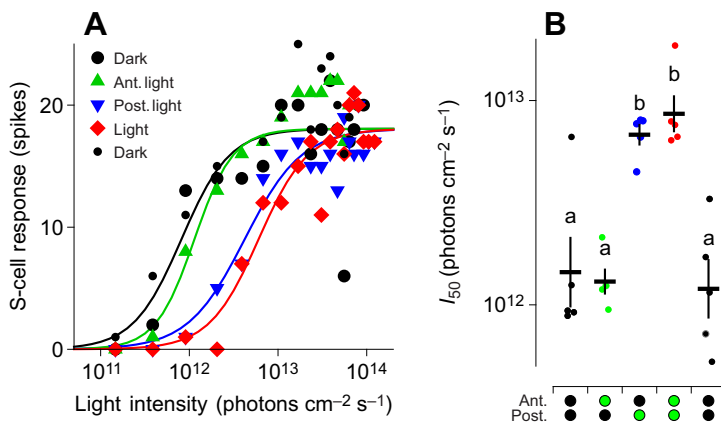 A
B
Dark
Ant. light
Post. light
Light
Dark
S-cell response (spikes)
20
10
0
10¹¹
10¹²
10¹³
10¹⁴
Light intensity (photons cm⁻² s⁻¹)
I₅₀ (photons cm⁻² s⁻¹)
10¹³
10¹²
a
a
b
b
a
Ant.
Post.